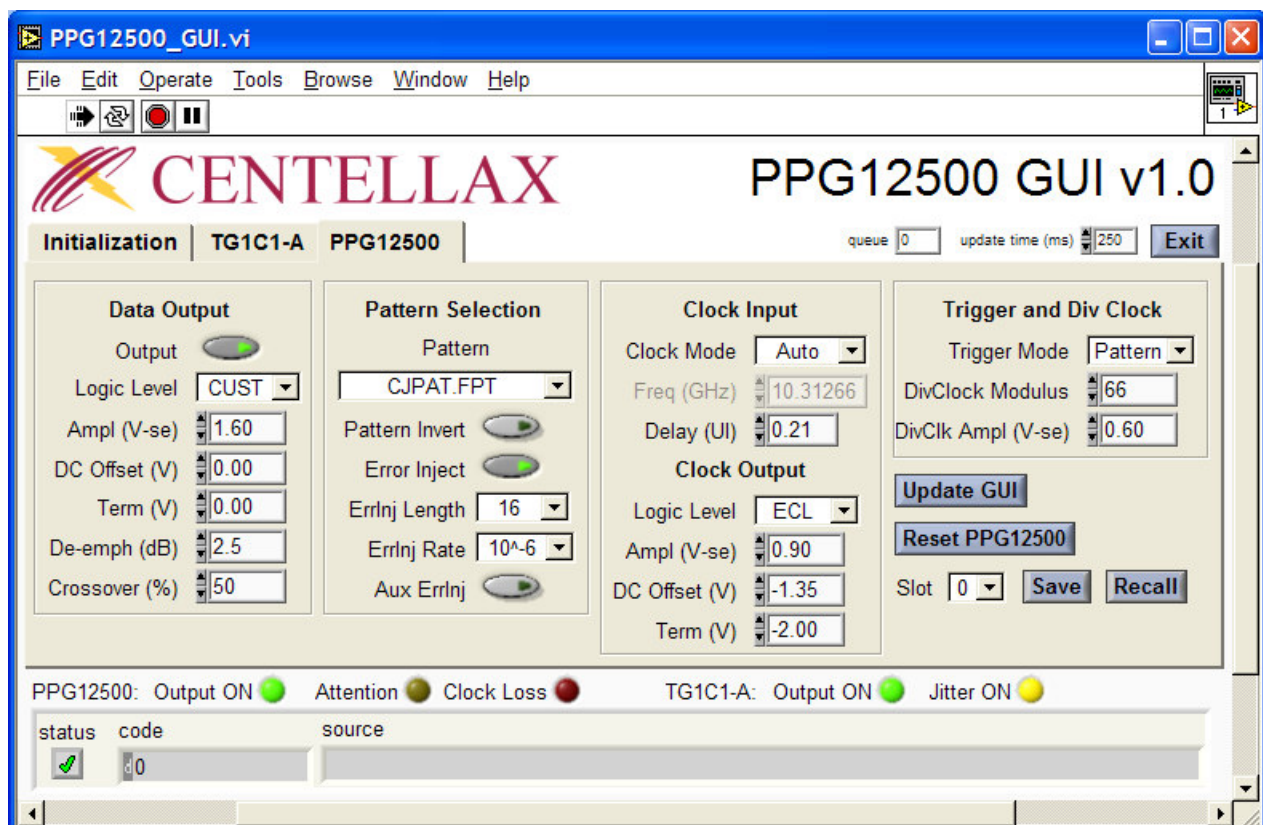 PPG12500_GUI.vi
File Edit Operate Tools Browse Window Help
1
CENTELLAX
PPG12500 GUI v1.0
Initialization TG1C1-A PPG12500
queue 0 update time (ms) 250 Exit
Data Output
Output
Logic Level CUST
Ampl (V-se) 1.60
DC Offset (V) 0.00
Term (V) 0.00
De-emph (dB) 2.5
Crossover (%) 50
Pattern Selection
Pattern
CJPAT.FPT
Pattern Invert
Error Inject
ErrInj Length 16
ErrInj Rate 10^-6
Aux ErrInj
Clock Input
Clock Mode Auto
Freq (GHz) 10.31266
Delay (UI) 0.21
Clock Output
Logic Level ECL
Ampl (V-se) 0.90
DC Offset (V) -1.35
Term (V) -2.00
Trigger and Div Clock
Trigger Mode Pattern
DivClock Modulus 66
DivClk Ampl (V-se) 0.60
Update GUI
Reset PPG12500
Slot 0 Save Recall
PPG12500: Output ON Attention Clock Loss TG1C1-A: Output ON Jitter ON
status code source
d 0